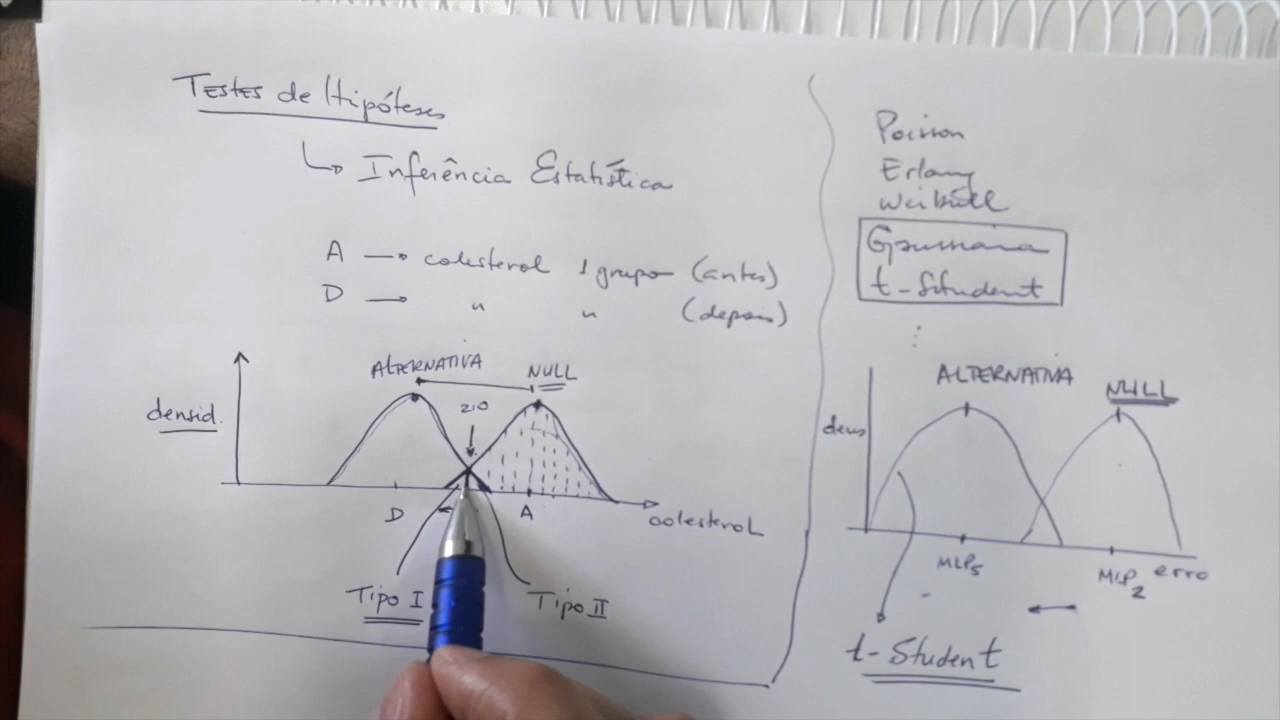 Testes de Hipóteses
↳ Inferência Estatística
A → colesterol 1 grupo (antes)
D → " " (depois)
ALTERNATIVA NULL
densid.
210
D A
colesterol
Tipo I Tipo II
Poisson
Erlang
Weibull
Gaussiana
t-Student
⋮
ALTERNATIVA NULL
dens
MLP5 MLP2 erro
t-Student